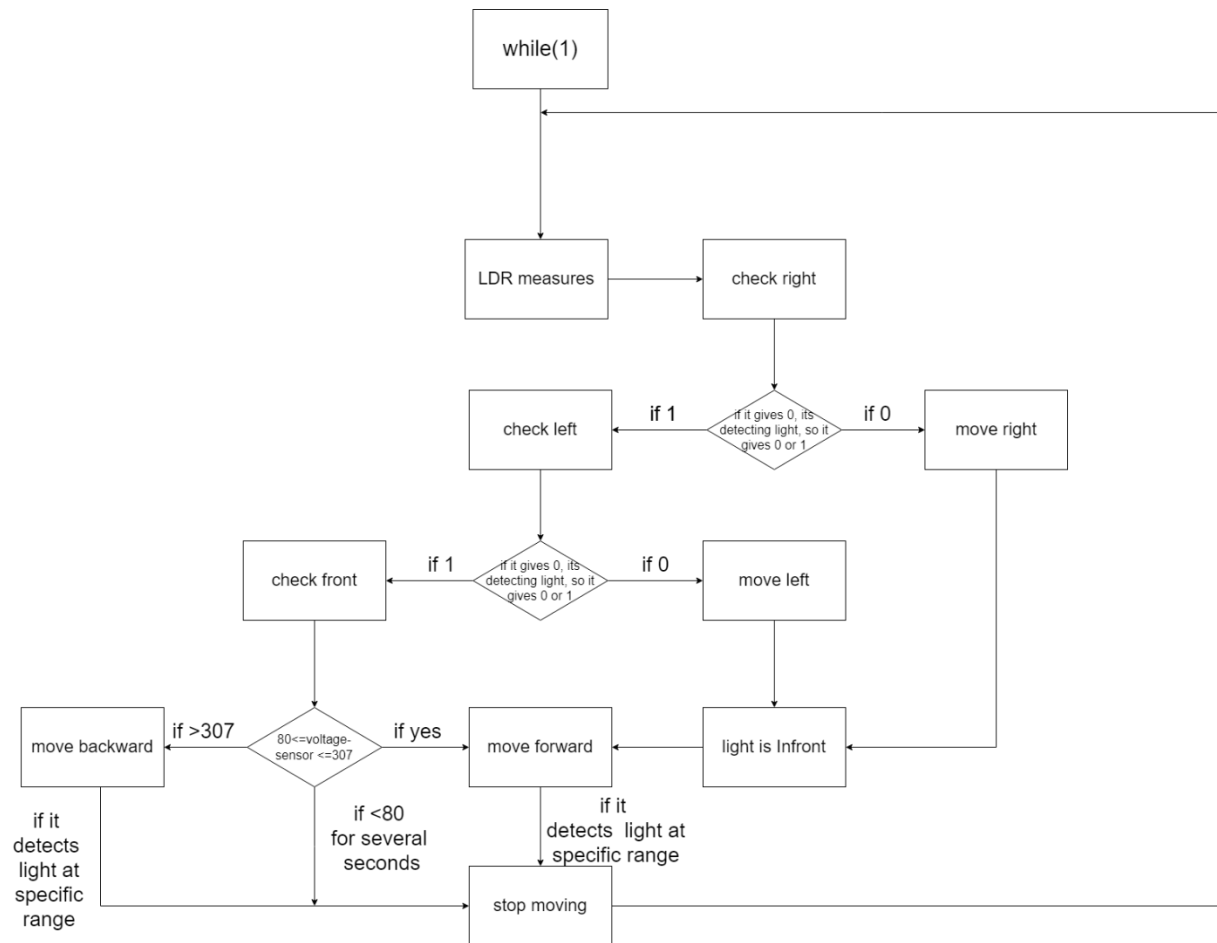 while(1)
LDR measures
check right
check left
if 1
if it gives 0, its
detecting light, so it
gives 0 or 1
if 0
move right
check front
if 1
if it gives 0, its
detecting light, so it
gives 0 or 1
if 0
move left
move backward
if >307
80<=voltage-
sensor <=307
if yes
move forward
light is Infront
if it
detects
light at
specific
range
if <80
for several
seconds
if it
detects light at
specific range
stop moving